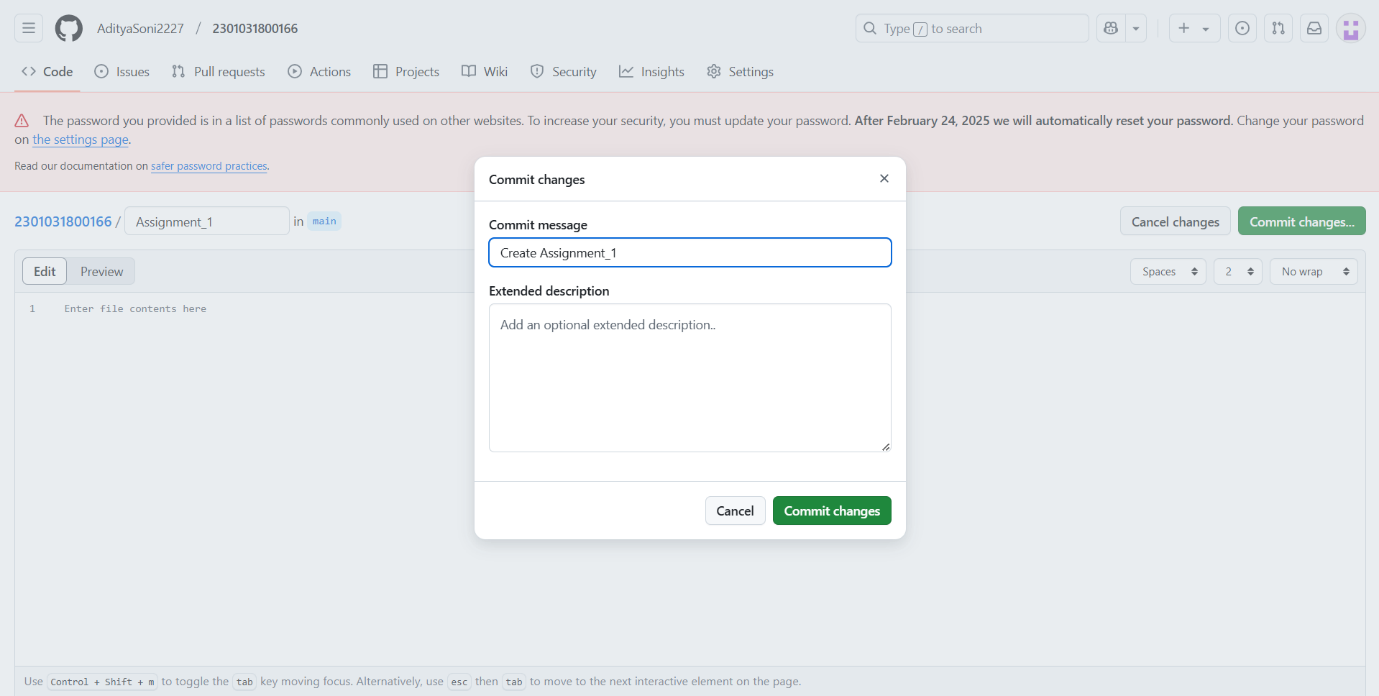 AdityaSoni2227 / 2301031800166
Type / to search
Code Issues Pull requests Actions Projects Wiki Security Insights Settings
The password you provided is in a list of passwords commonly used on other websites. To increase your security, you must update your password. After February 24, 2025 we will automatically reset your password. Change your password
on the settings page.
Read our documentation on safer password practices.
2301031800166 / Assignment_1 in main
Cancel changes Commit changes...
Edit Preview
Spaces 2 No wrap
1 Enter file contents here
Commit changes
Commit message
Create Assignment_1
Extended description
Add an optional extended description..
Cancel Commit changes
Use Control + Shift + m to toggle the tab key moving focus. Alternatively, use esc then tab to move to the next interactive element on the page.